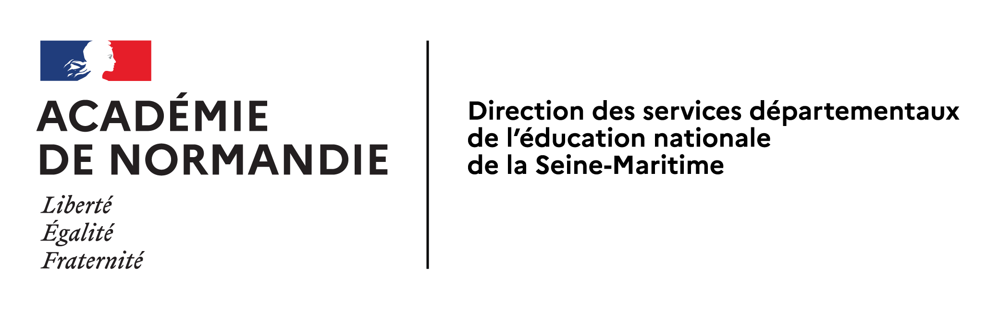 ACADÉMIE
DE NORMANDIE
Liberté
Égalité
Fraternité
Direction des services départementaux
de l’éducation nationale
de la Seine-Maritime